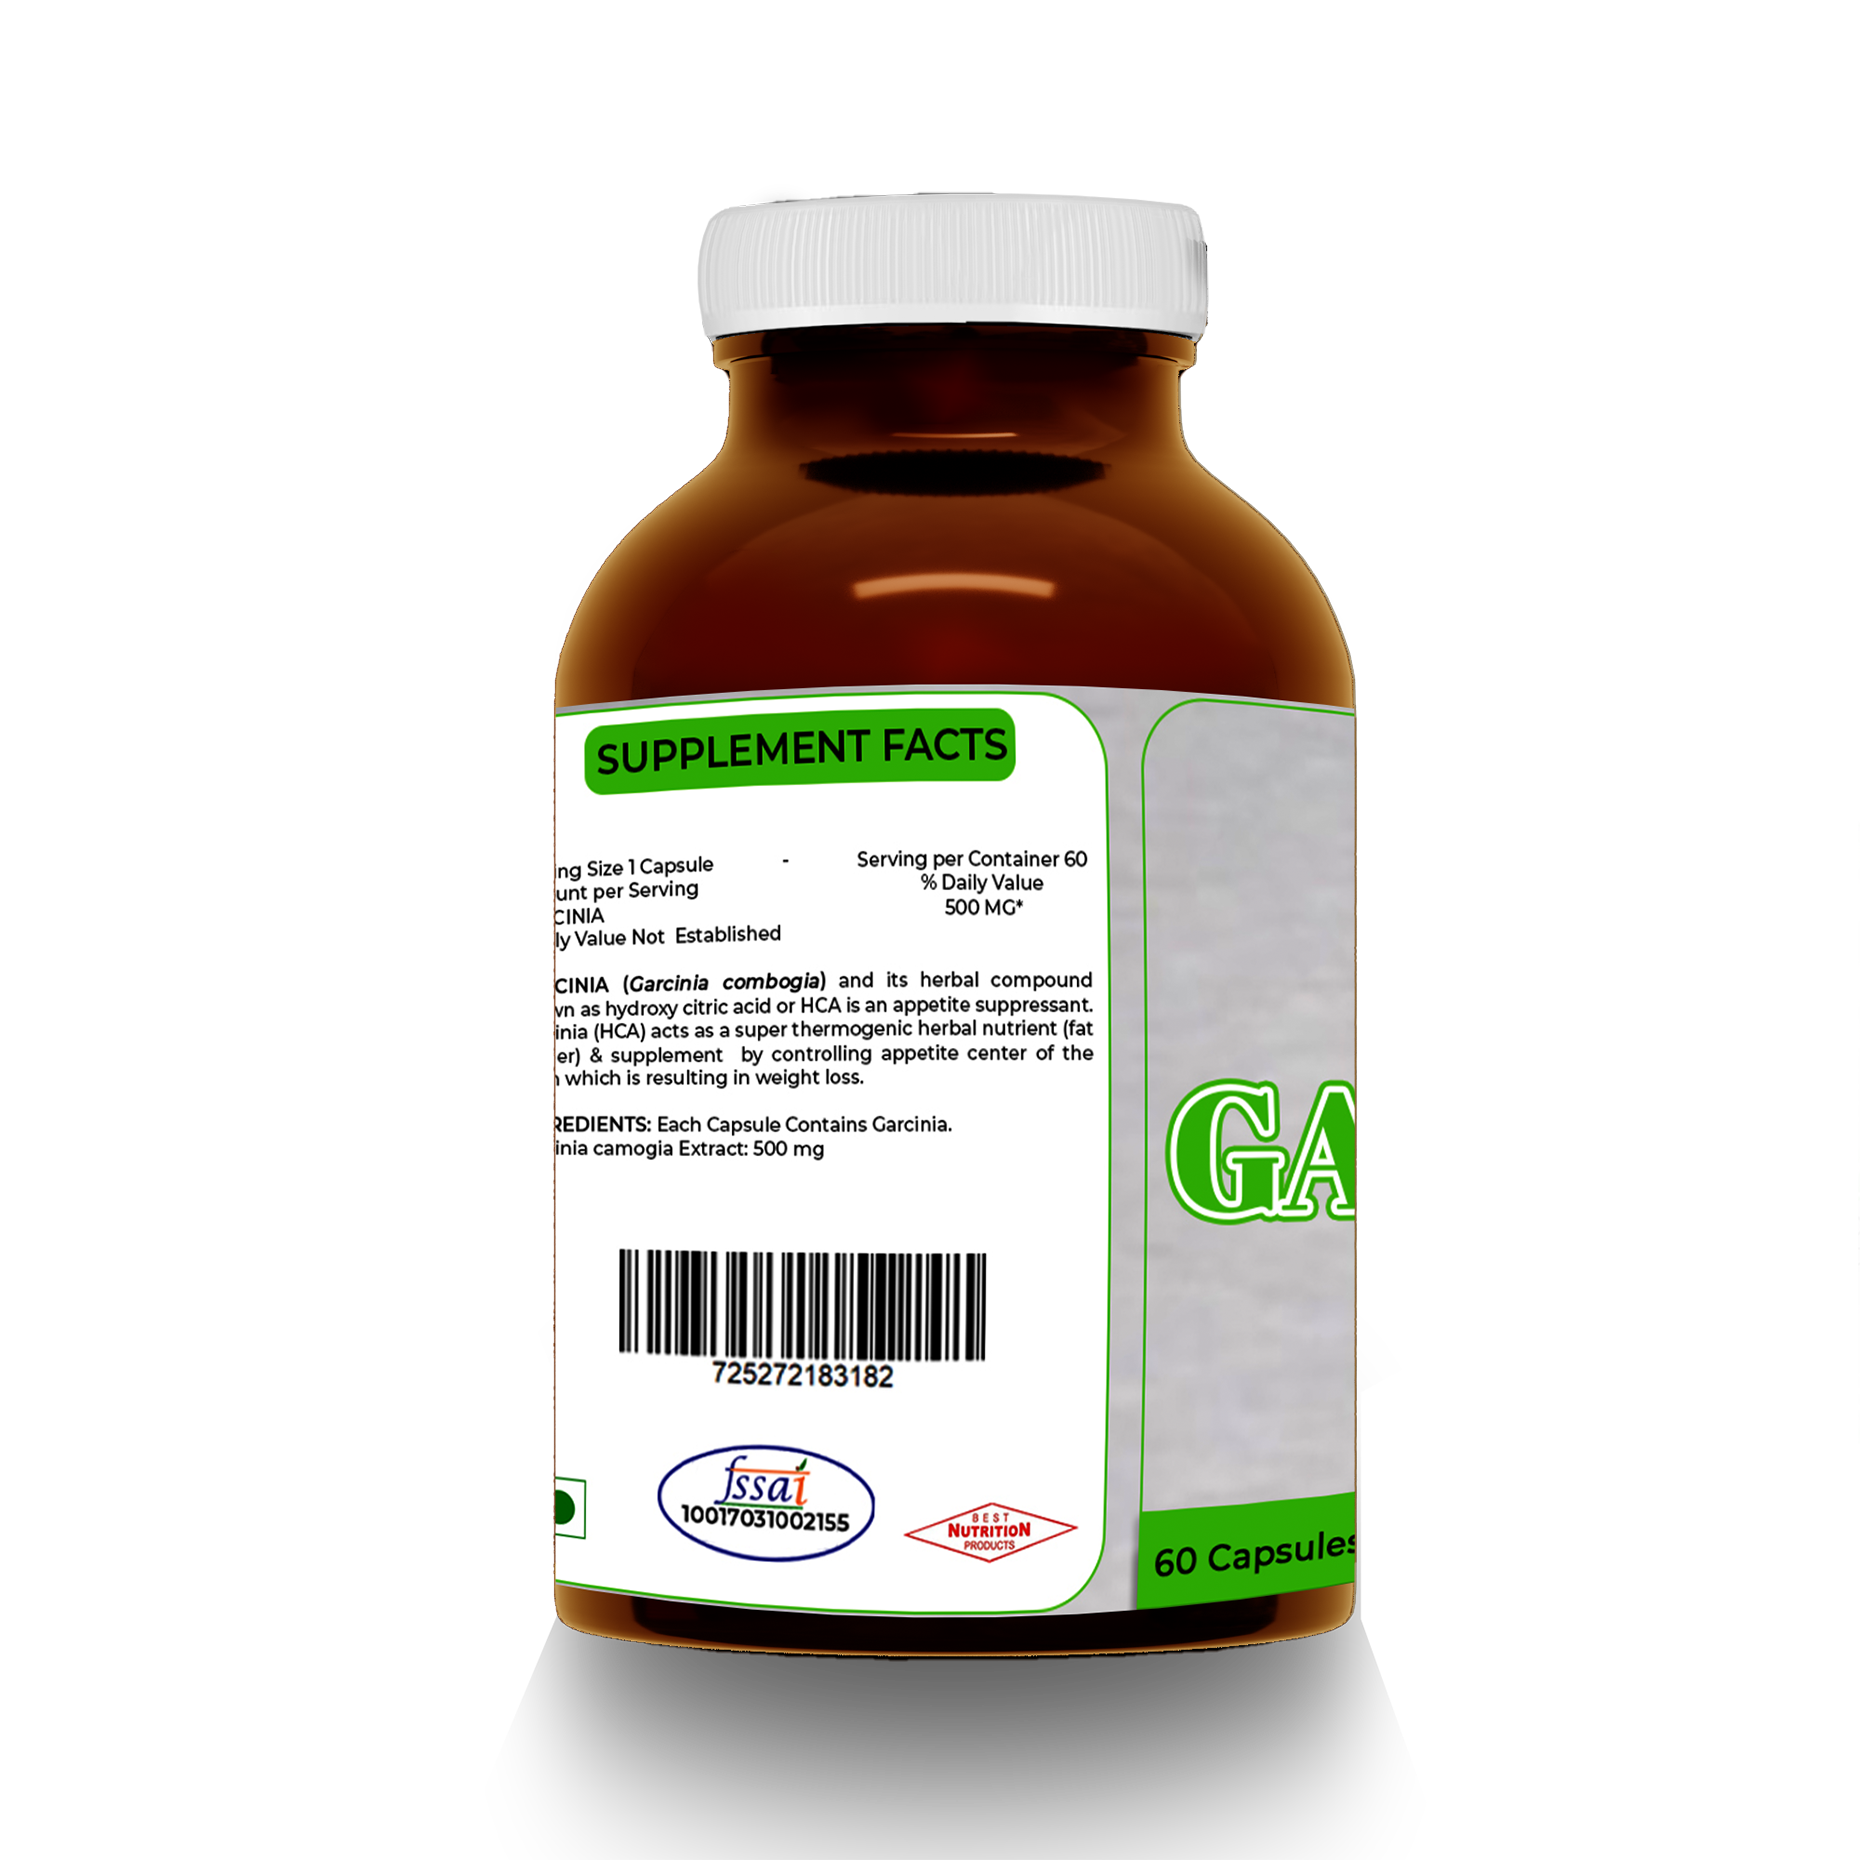 SUPPLEMENT FACTS
ng Size 1 Capsule - Serving per Container 60
unt per Serving % Daily Value
CINIA 500 MG*
ly Value Not Established
CINIA (Garcinia combogia) and its herbal compound
wn as hydroxy citric acid or HCA is an appetite suppressant.
inia (HCA) acts as a super thermogenic herbal nutrient (fat
er) & supplement by controlling appetite center of the
which is resulting in weight loss.
REDIENTS: Each Capsule Contains Garcinia.
inia camogia Extract: 500 mg
725272183182
fssai
10017031002155
BEST
NUTRITION
PRODUCTS
GA
60 Capsules